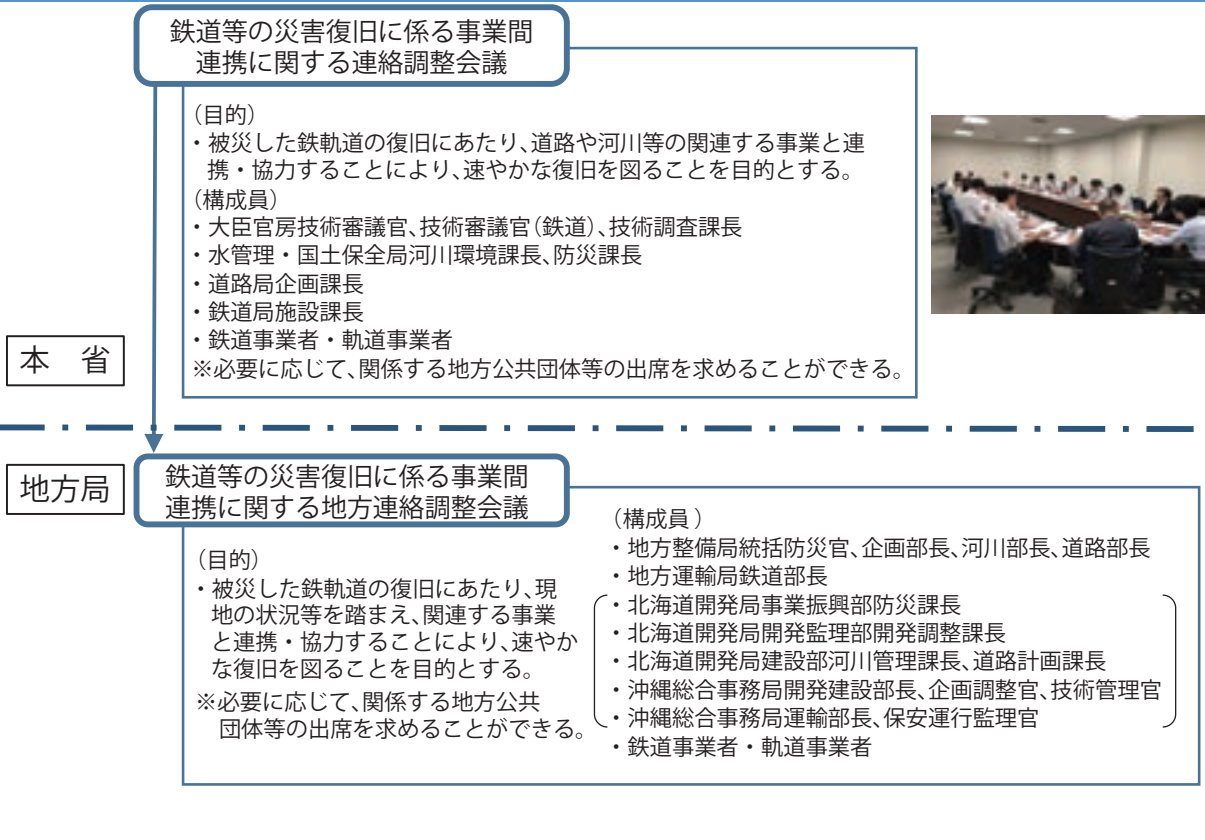 鉄道等の災害復旧に係る事業間
連携に関する連絡調整会議
（目的）
・被災した鉄軌道の復旧にあたり、道路や河川等の関連する事業と連
携・協力することにより、速やかな復旧を図ることを目的とする。
（構成員）
・大臣官房技術審議官、技術審議官（鉄道）、技術調査課長
・水管理・国土保全局河川環境課長、防災課長
・道路局企画課長
・鉄道局施設課長
・鉄道事業者・軌道事業者
※必要に応じて、関係する地方公共団体等の出席を求めることができる。
本　省
地方局
鉄道等の災害復旧に係る事業間
連携に関する地方連絡調整会議
（目的）
・被災した鉄軌道の復旧にあたり、現
地の状況等を踏まえ、関連する事業
と連携・協力することにより、速やか
な復旧を図ることを目的とする。
※必要に応じて、関係する地方公共
団体等の出席を求めることができる。
（構成員）
・地方整備局統括防災官、企画部長、河川部長、道路部長
・地方運輸局鉄道部長
・北海道開発局事業振興部防災課長
・北海道開発局開発監理部開発調整課長
・北海道開発局建設部河川管理課長、道路計画課長
・沖縄総合事務局開発建設部長、企画調整官、技術管理官
・沖縄総合事務局運輸部長、保安運行監理官
・鉄道事業者・軌道事業者